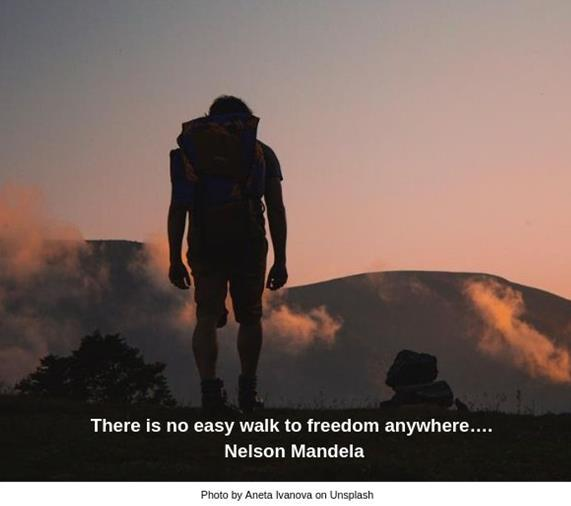 There is no easy walk to freedom anywhere….
Nelson Mandela
Photo by Aneta Ivanova on Unsplash